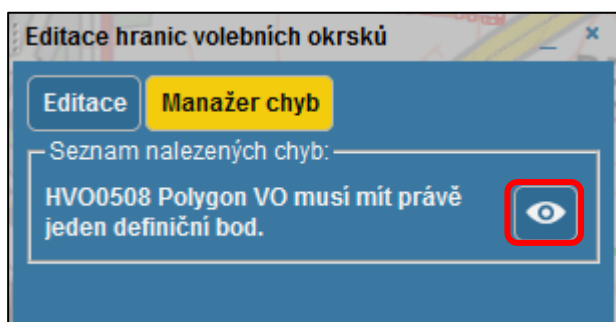 Editace hranic volebních okrsků
Editace
Manažer chyb
Seznam nalezených chyb:
HVO0508 Polygon VO musí mít právě
jeden definiční bod.